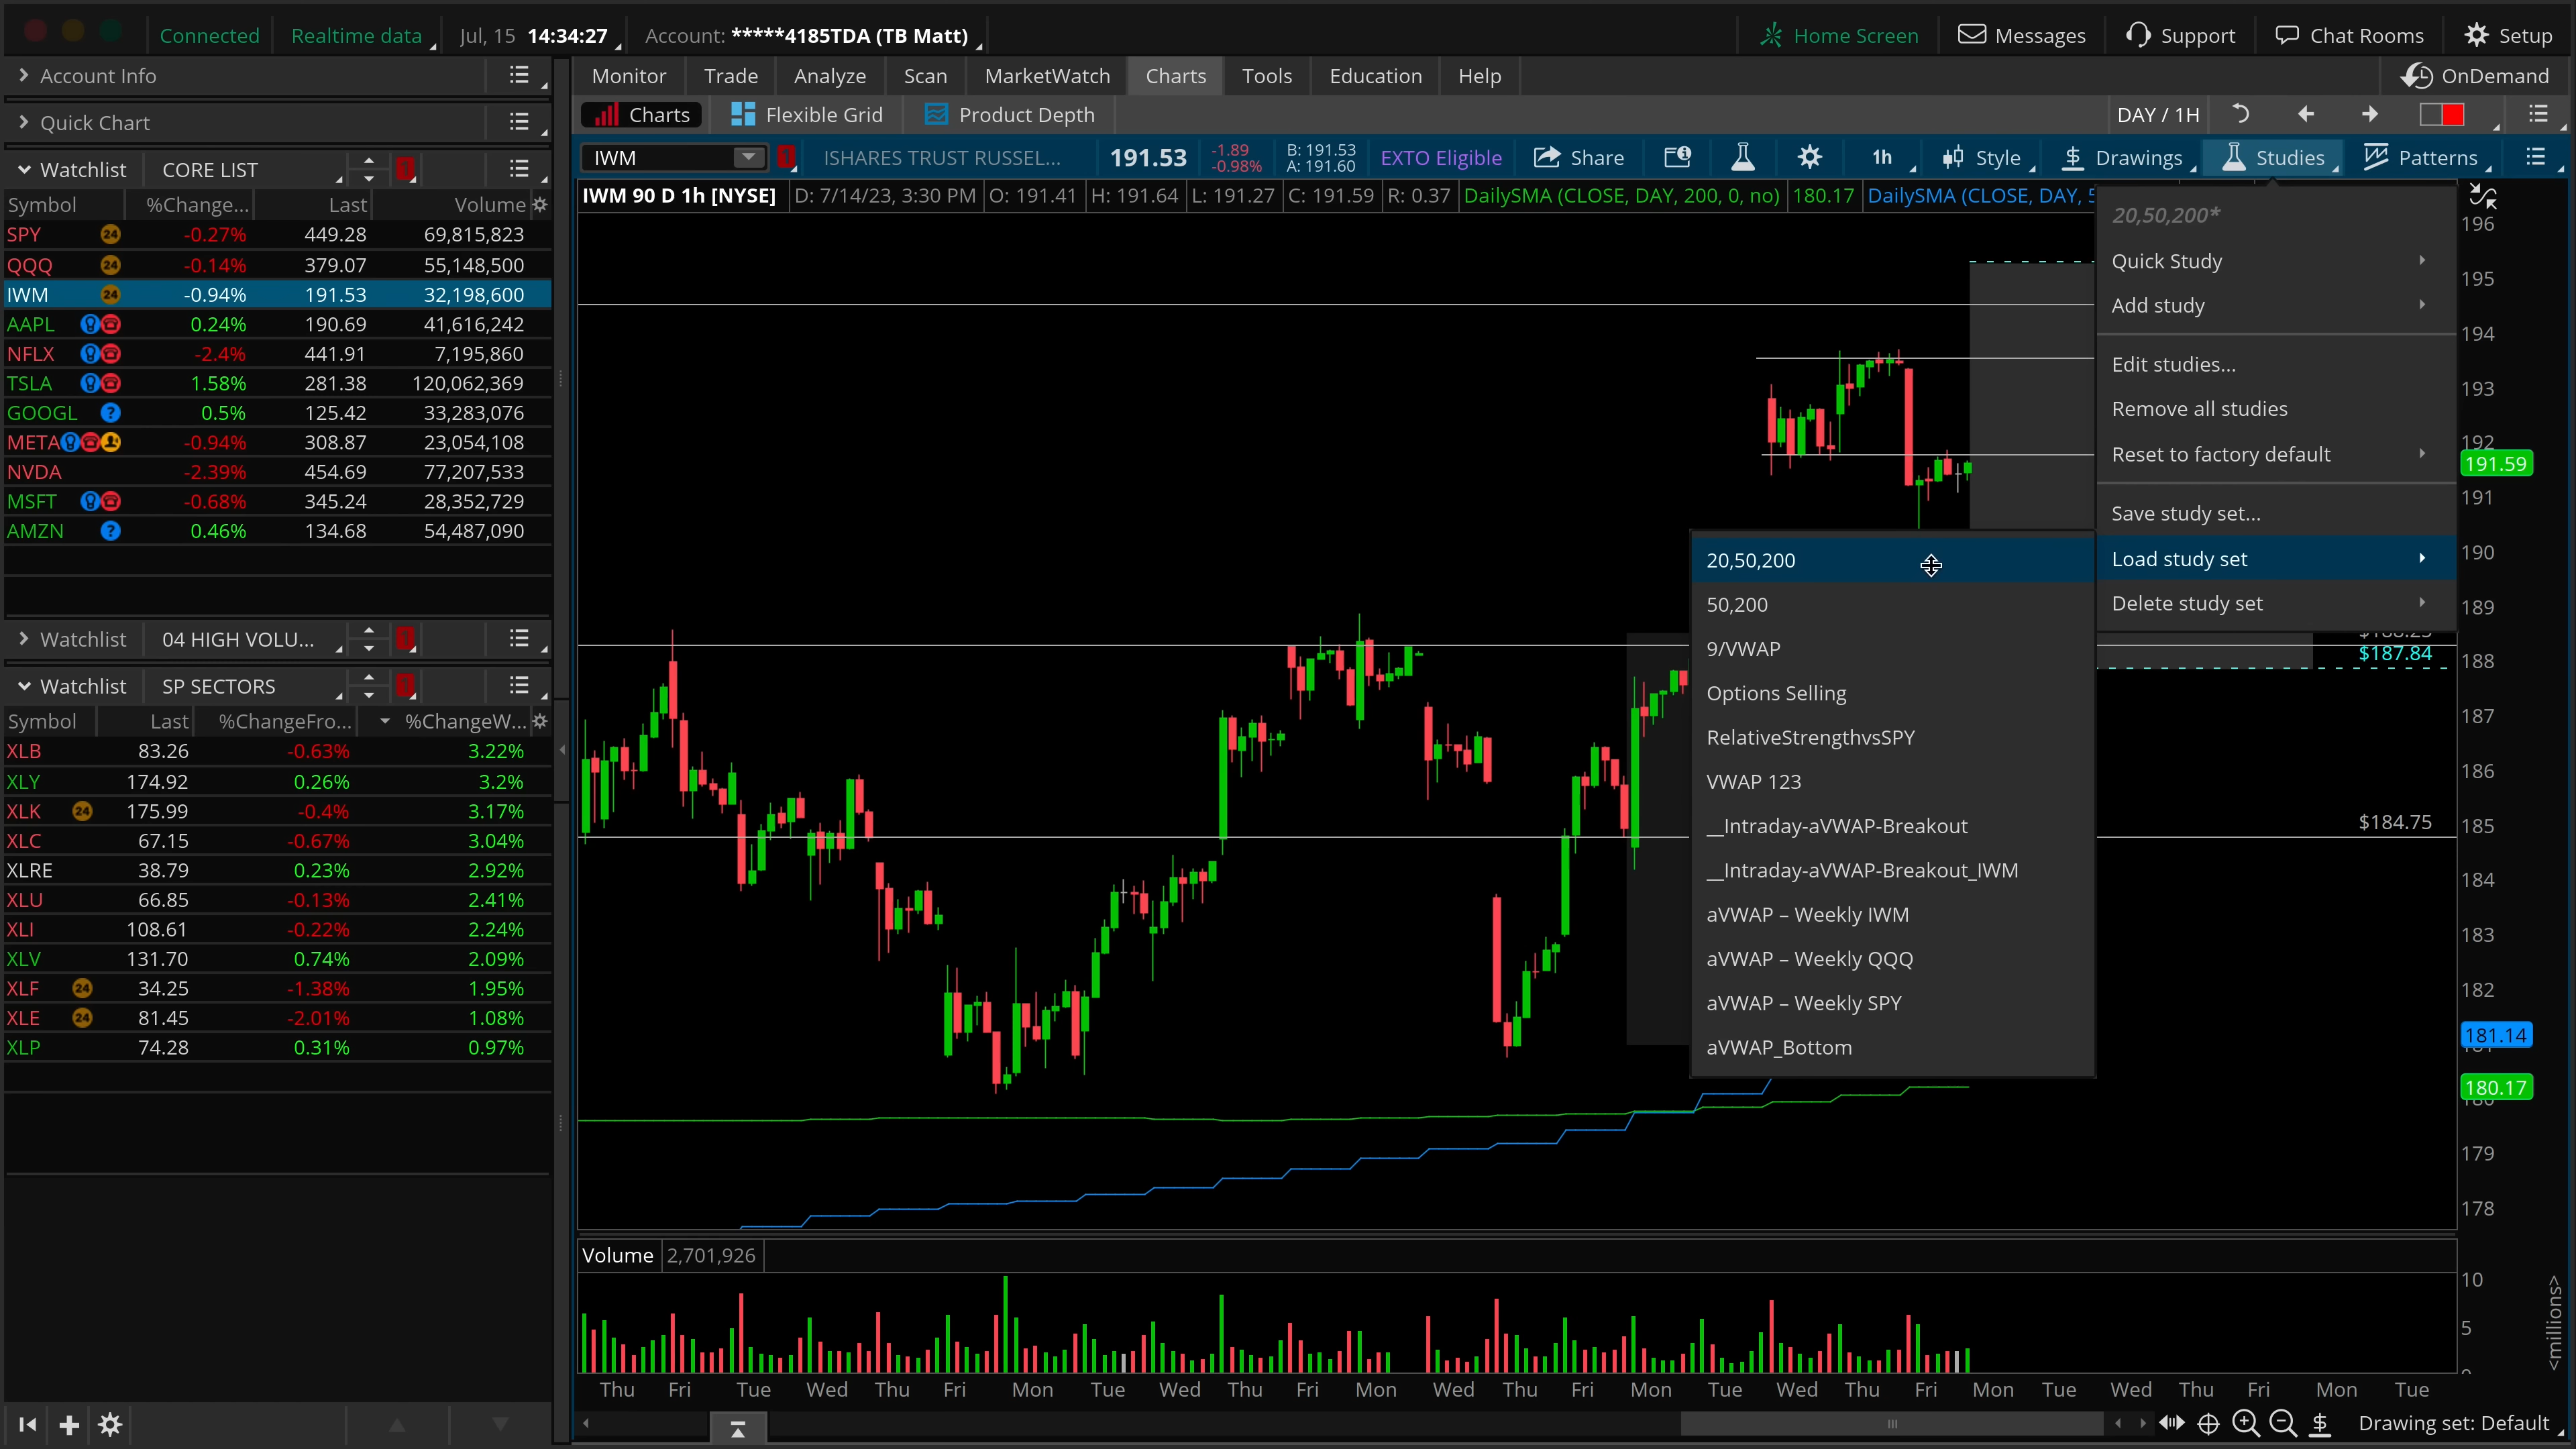 Connected Realtime data Jul, 15 14:34:27 Account: *****4185TDA (TB Matt) Home Screen Messages Support Chat Rooms Setup
Account Info
Monitor Trade Analyze Scan MarketWatch Charts Tools Education Help OnDemand
Quick Chart
Charts Flexible Grid Product Depth DAY / 1H
Watchlist CORE LIST
IWM ISHARES TRUST RUSSEL... 191.53 -1.89 -0.98% B: 191.53 A: 191.60 EXTO Eligible Share 1h Style Drawings Studies Patterns
IWM 90 D 1h [NYSE] D: 7/14/23, 3:30 PM O: 191.41 H: 191.64 L: 191.27 C: 191.59 R: 0.37 DailySMA (CLOSE, DAY, 200, 0, no) 180.17 DailySMA (CLOSE, DAY, 5
Symbol %Change... Last Volume
SPY 24 -0.27% 449.28 69,815,823
QQQ 24 -0.14% 379.07 55,148,500
IWM 24 -0.94% 191.53 32,198,600
AAPL 0.24% 190.69 41,616,242
NFLX -2.4% 441.91 7,195,860
TSLA 1.58% 281.38 120,062,369
GOOGL ? 0.5% 125.42 33,283,076
META -0.94% 308.87 23,054,108
NVDA -2.39% 454.69 77,207,533
MSFT -0.68% 345.24 28,352,729
AMZN ? 0.46% 134.68 54,487,090
Watchlist 04 HIGH VOLU...
Watchlist SP SECTORS
Symbol Last %ChangeFro... %ChangeW...
XLB 83.26 -0.63% 3.22%
XLY 174.92 0.26% 3.2%
XLK 24 175.99 -0.4% 3.17%
XLC 67.15 -0.67% 3.04%
XLRE 38.79 0.23% 2.92%
XLU 66.85 -0.13% 2.41%
XLI 108.61 -0.22% 2.24%
XLV 131.70 0.74% 2.09%
XLF 24 34.25 -1.38% 1.95%
XLE 24 81.45 -2.01% 1.08%
XLP 74.28 0.31% 0.97%
20,50,200*
Quick Study
Add study
Edit studies...
Remove all studies
Reset to factory default
Save study set...
Load study set
Delete study set
20,50,200
50,200
9/VWAP
Options Selling
RelativeStrengthvsSPY
VWAP 123
__Intraday-aVWAP-Breakout
__Intraday-aVWAP-Breakout_IWM
aVWAP – Weekly IWM
aVWAP – Weekly QQQ
aVWAP – Weekly SPY
aVWAP_Bottom
196
195
194
193
192
191.59
191
190
189
$187.84
188
187
186
$184.75
185
184
183
182
181.14
180.17
179
178
Volume 2,701,926
10
5
<millions>
Thu Fri Tue Wed Thu Fri Mon Tue Wed Thu Fri Mon Wed Thu Fri Mon Tue Wed Thu Fri Mon Tue Wed Thu Fri Mon Tue
Drawing set: Default